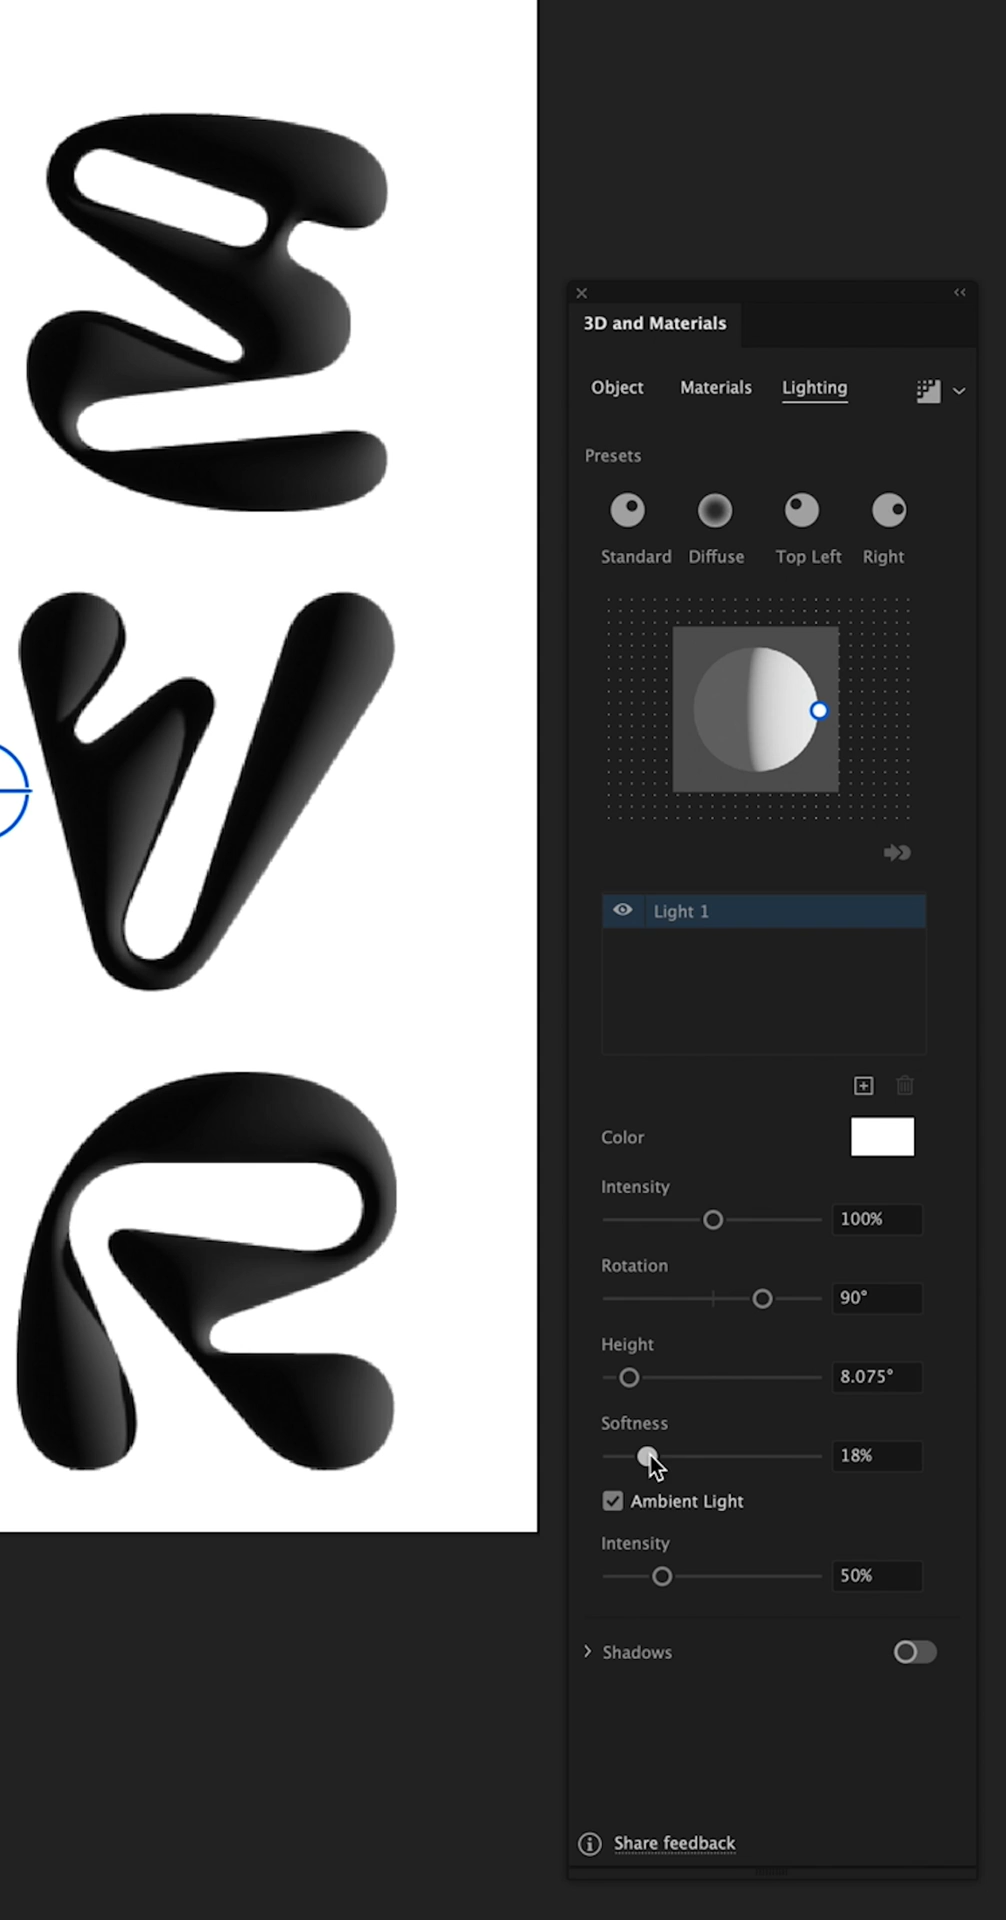 3D and Materials
Object Materials Lighting
Presets
Standard Diffuse Top Left Right
Light 1
Color
Intensity
100%
Rotation
90°
Height
8.075°
Softness
18%
Ambient Light
Intensity
50%
Shadows
Share feedback